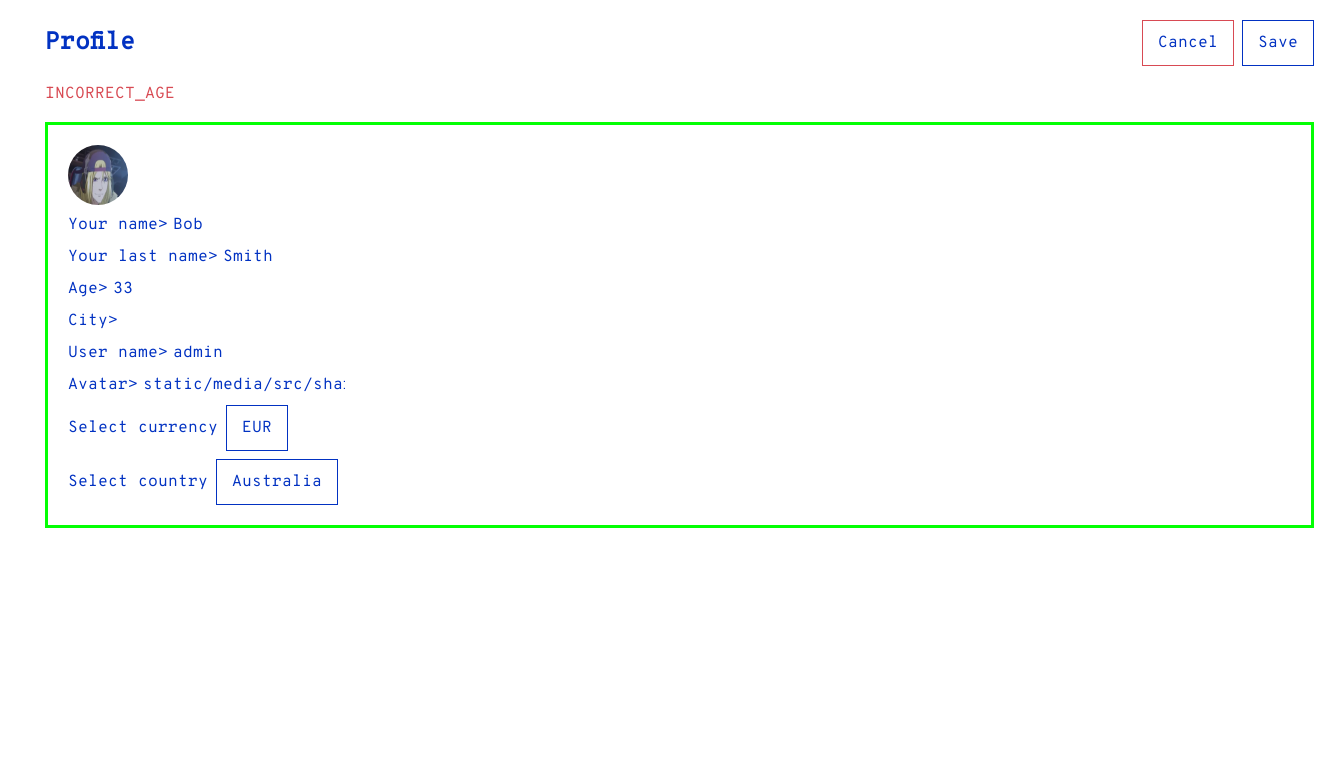 Profile
Cancel
Save
INCORRECT_AGE
Your name> Bob
Your last name> Smith
Age> 33
City>
User name> admin
Avatar> static/media/src/sha
Select currency EUR
Select country Australia